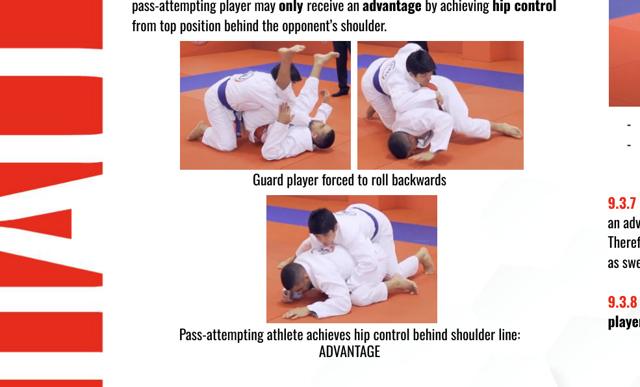 pass-attempting player may only receive an advantage by achieving hip control
from top position behind the opponent's shoulder.
Guard player forced to roll backwards
Pass-attempting athlete achieves hip control behind shoulder line:
ADVANTAGE
-
-
9.3.7
an adv
Theref
as swe
9.3.8
player